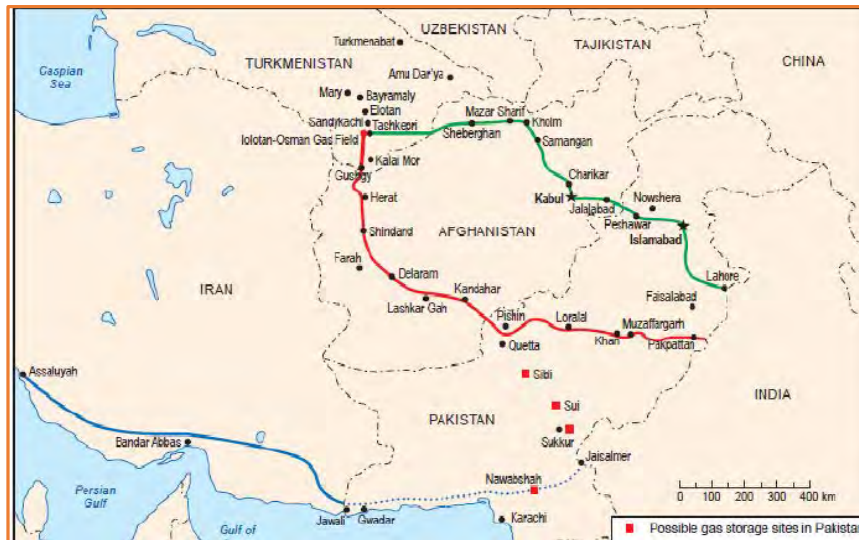 UZBEKISTAN
Turkmenabat
TAJIKISTAN
CHINA
Caspian
Sea
TURKMENISTAN
Amu Dar'ya
Mary
Bayramaly
Elotan
Sandykachi
Tashkepri
Mazar Sharif
Kholm
Iolotan-Osman Gas Field
Sheberghan
Samangan
Kalai Mor
Gushgy
Charikar
Herat
Kabul
Jalalabad
Nowshera
Peshawar
Islamabad
Shindand
AFGHANISTAN
Farah
Delaram
Lahore
IRAN
Lashkar Gah
Kandahar
Faisalabad
Pishin
Loralal
Muzaffargarh
Khan
Pakpattan
Quetta
Assaluyah
Sibli
INDIA
Sui
PAKISTAN
Sukkur
Bandar Abbas
Jaisalmer
Nawabshah
Persian
Gulf
0 100 200 300 400 km
Jawali
Gwadar
Karachi
Gulf of
Possible gas storage sites in Pakistan